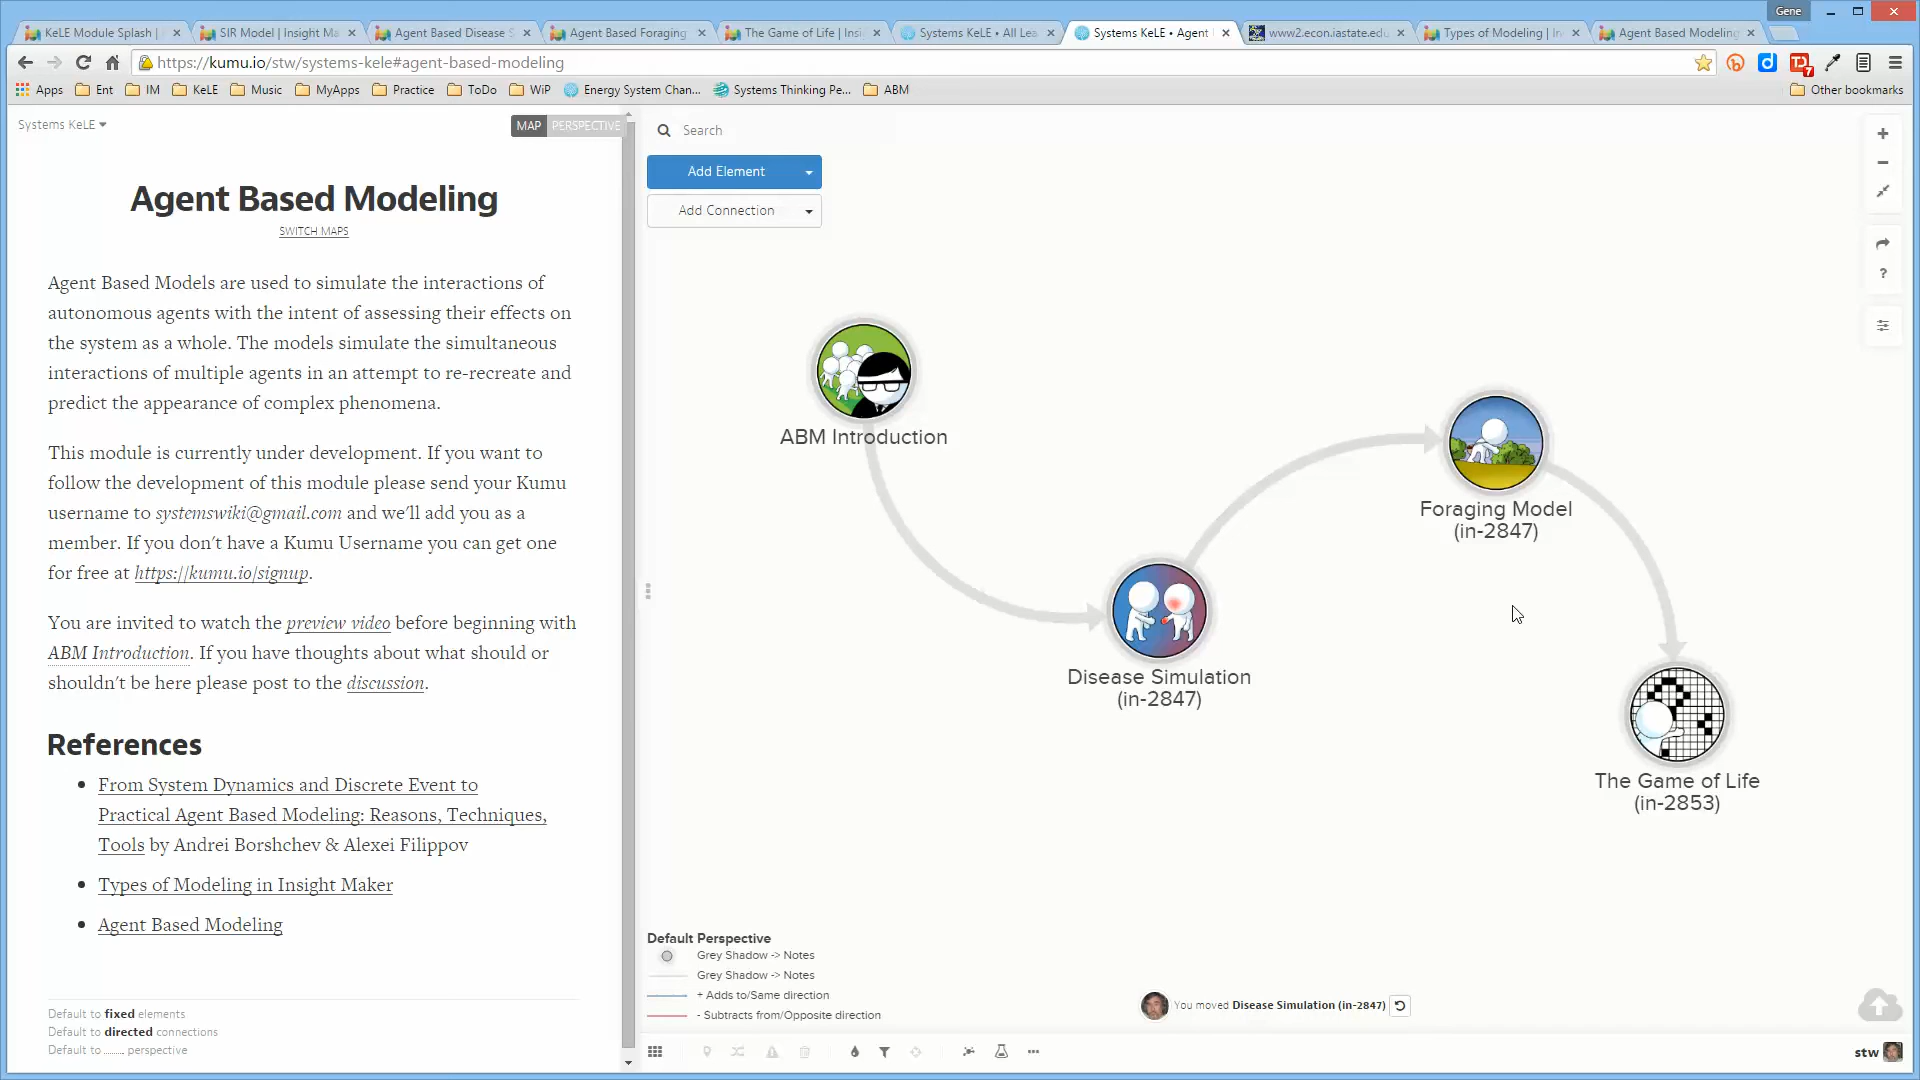 Gene
KeLE Module Splash |
SIR Model | Insight Ma
Agent Based Disease S
Agent Based Foraging
The Game of Life | Insi
Systems KeLE • All Lea
Systems KeLE • Agent
www2.econ.iastate.edu
Types of Modeling | In
Agent Based Modeling
https://kumu.io/stw/systems-kele#agent-based-modeling
7
Apps
Ent
IM
KeLE
Music
MyApps
Practice
ToDo
WiP
Energy System Chan...
Systems Thinking Pe...
ABM
Other bookmarks
Systems KeLE
MAP
PERSPECTIVE
Agent Based Modeling
SWITCH MAPS
Agent Based Models are used to simulate the interactions of
autonomous agents with the intent of assessing their effects on
the system as a whole. The models simulate the simultaneous
interactions of multiple agents in an attempt to re-recreate and
predict the appearance of complex phenomena.
This module is currently under development. If you want to
follow the development of this module please send your Kumu
username to systemswiki@gmail.com and we'll add you as a
member. If you don't have a Kumu Username you can get one
for free at https://kumu.io/signup.
You are invited to watch the preview video before beginning with
ABM Introduction. If you have thoughts about what should or
shouldn't be here please post to the discussion.
References
From System Dynamics and Discrete Event to
Practical Agent Based Modeling: Reasons, Techniques,
Tools by Andrei Borshchev & Alexei Filippov
Types of Modeling in Insight Maker
Agent Based Modeling
Default to fixed elements
Default to directed connections
Default to ...... perspective
Search
Add Element
Add Connection
ABM Introduction
Foraging Model
(in-2847)
Disease Simulation
(in-2847)
The Game of Life
(in-2853)
Default Perspective
Grey Shadow -> Notes
Grey Shadow -> Notes
+ Adds to/Same direction
- Subtracts from/Opposite direction
You moved Disease Simulation (in-2847)
?
stw